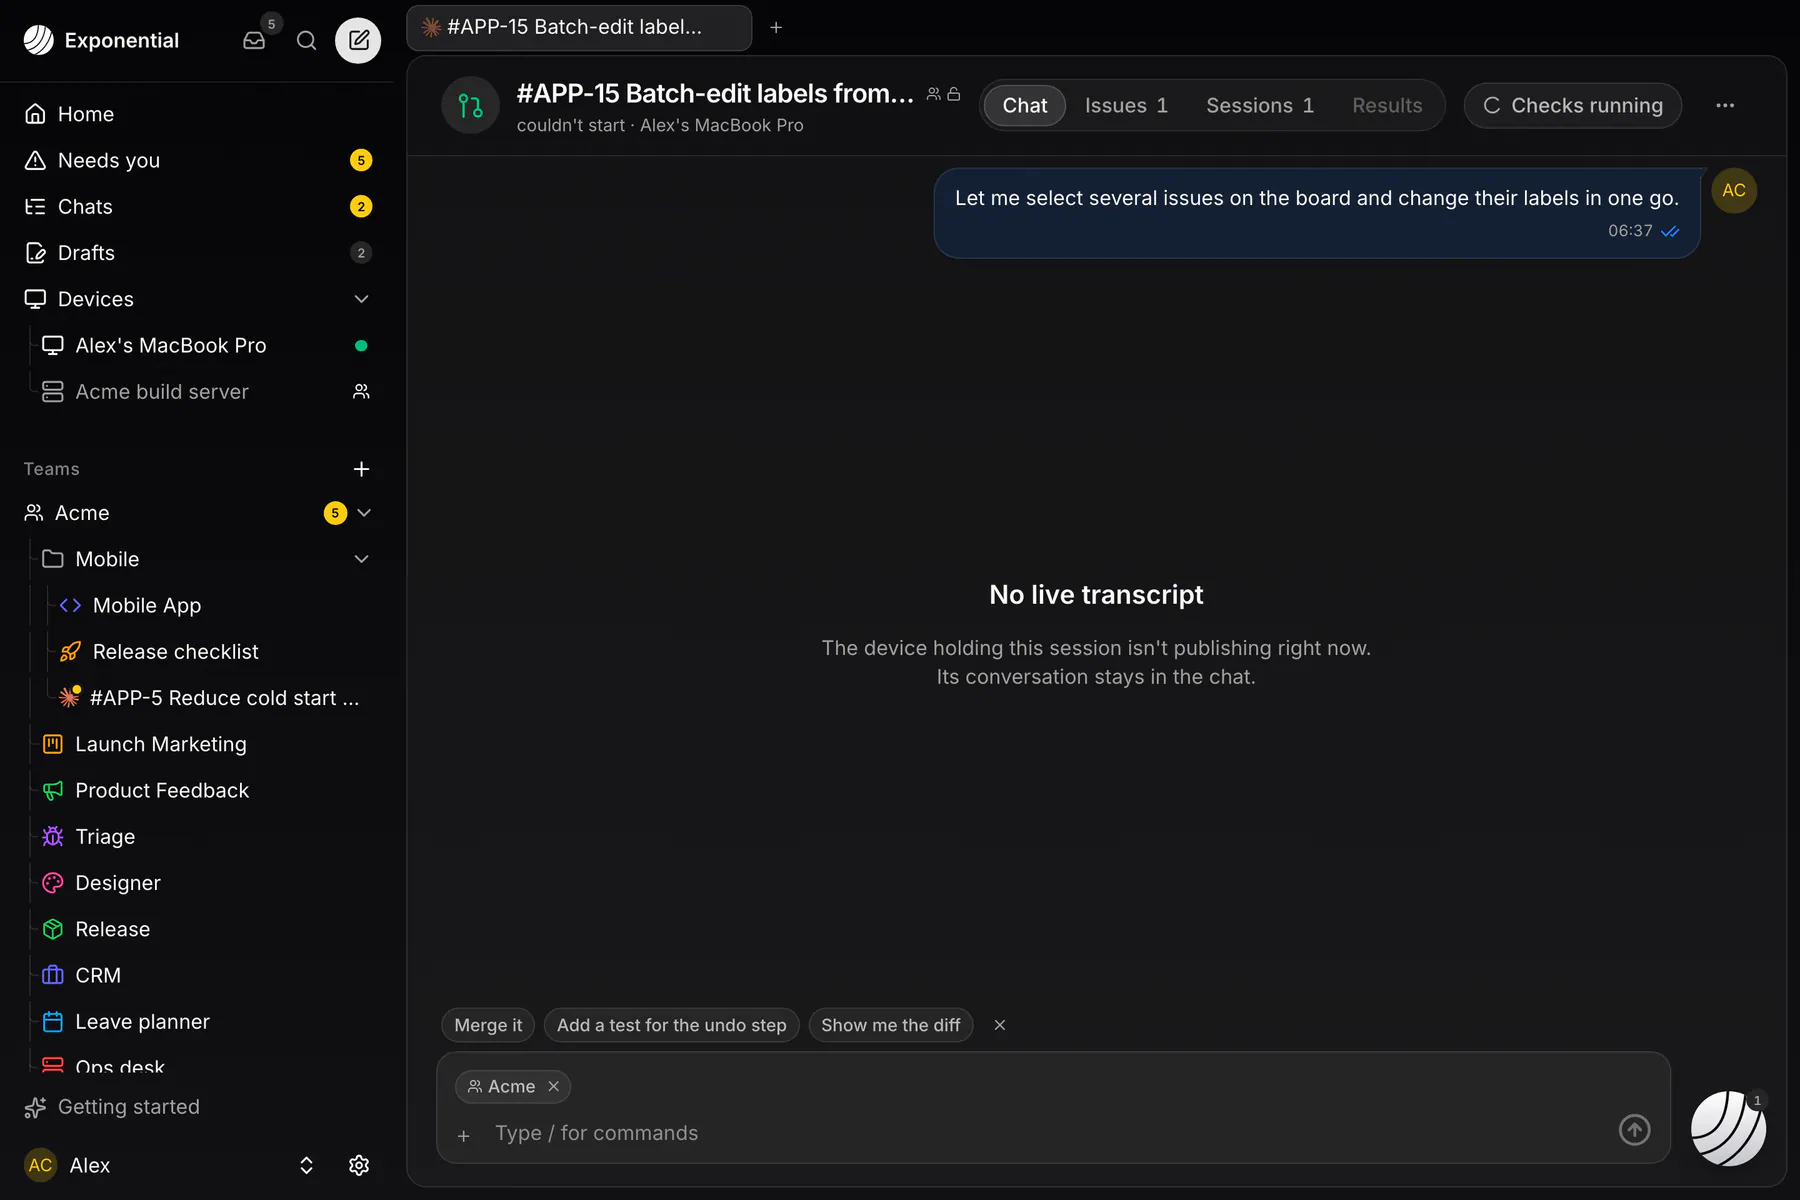 Exponential
5
#APP-15 Batch-edit label...
Home
Needs you
5
Chats
2
Drafts
2
Devices
Alex's MacBook Pro
Acme build server
Teams
Acme
5
Mobile
Mobile App
Release checklist
#APP-5 Reduce cold start ...
Launch Marketing
Product Feedback
Triage
Designer
Release
CRM
Leave planner
Ops desk
Getting started
AC
Alex
#APP-15 Batch-edit labels from...
couldn't start · Alex's MacBook Pro
Chat
Issues 1
Sessions 1
Results
Checks running
Let me select several issues on the board and change their labels in one go.
06:37
AC
No live transcript
The device holding this session isn't publishing right now.
Its conversation stays in the chat.
Merge it
Add a test for the undo step
Show me the diff
Acme
Type / for commands
1